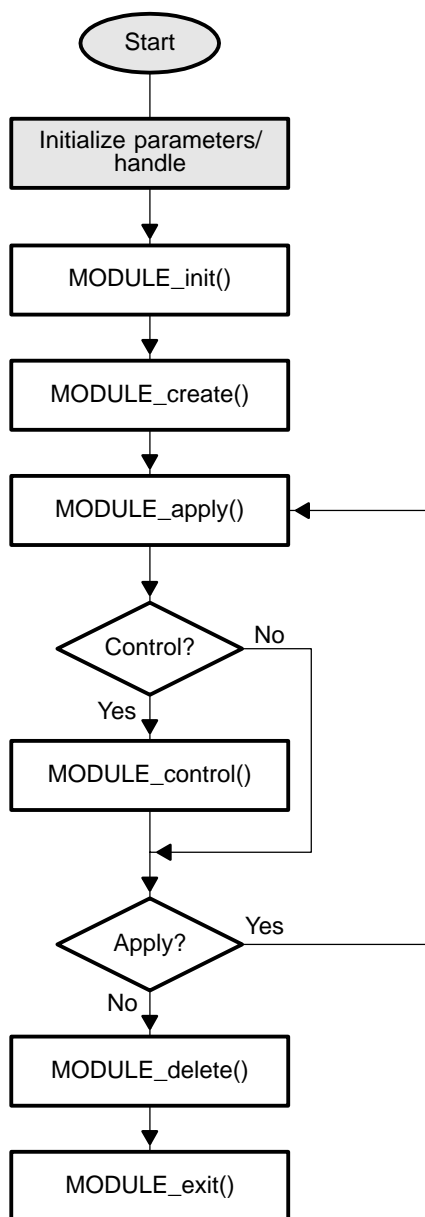 Start
Initialize parameters/
handle
MODULE_init()
MODULE_create()
MODULE_apply()
Control?
No
Yes
MODULE_control()
Apply?
Yes
No
MODULE_delete()
MODULE_exit()